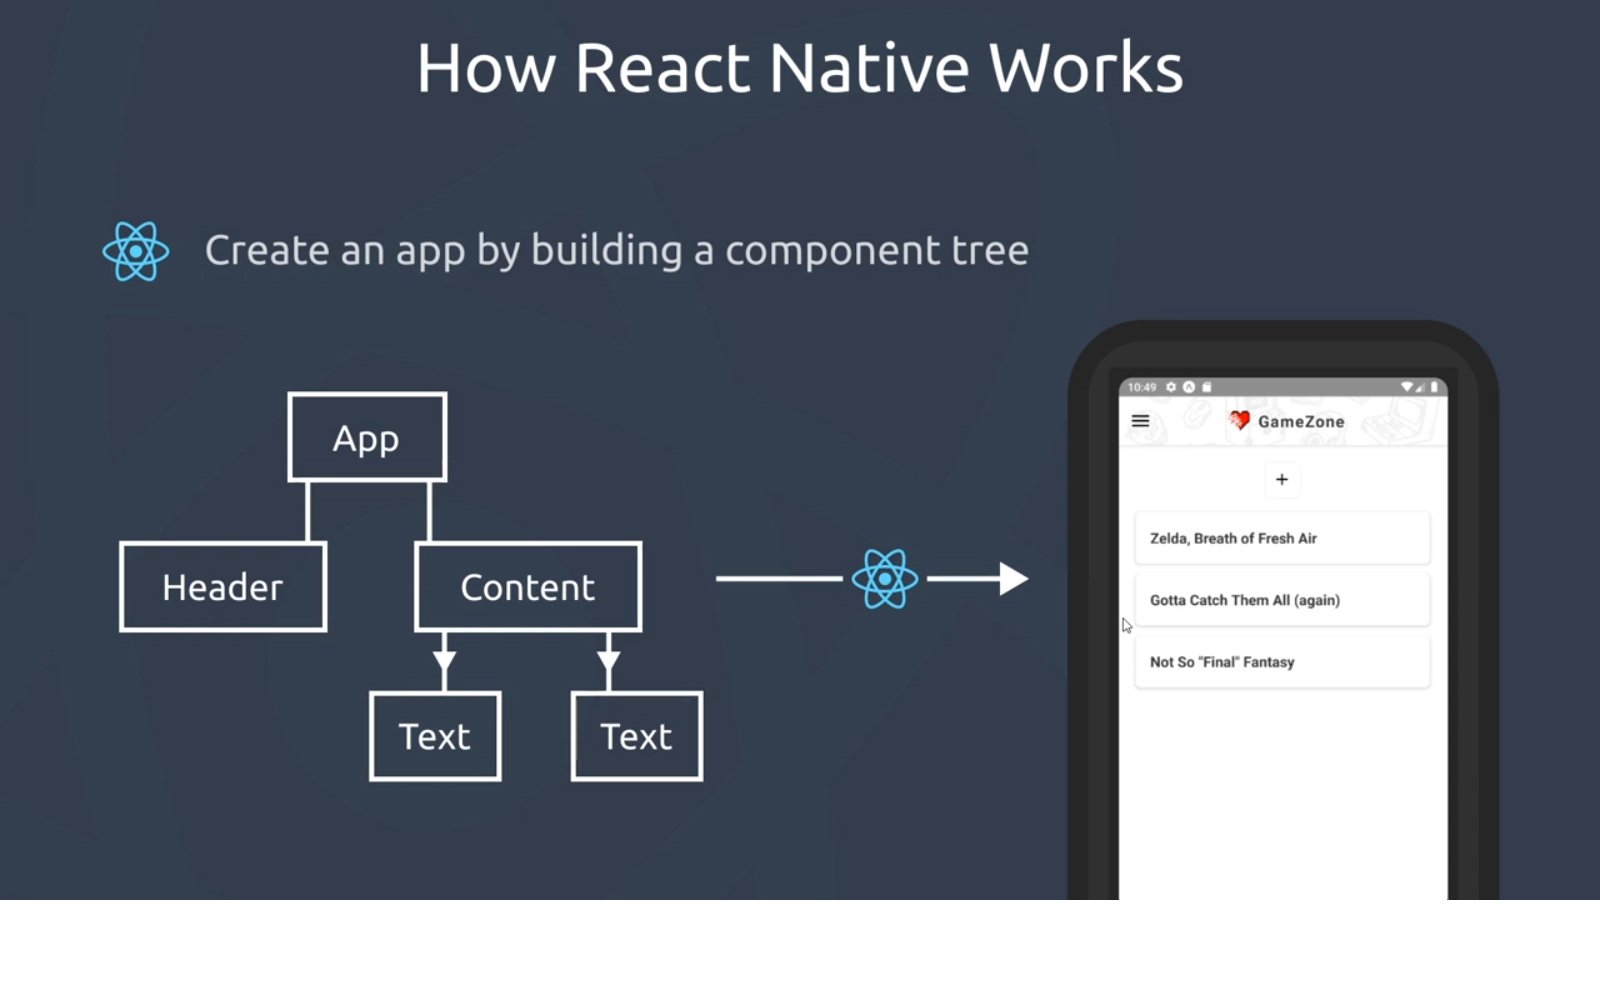 How React Native Works
Create an app by building a component tree
App
Header
Content
Text
Text
10:49
GameZone
+
Zelda, Breath of Fresh Air
Gotta Catch Them All (again)
Not So "Final" Fantasy